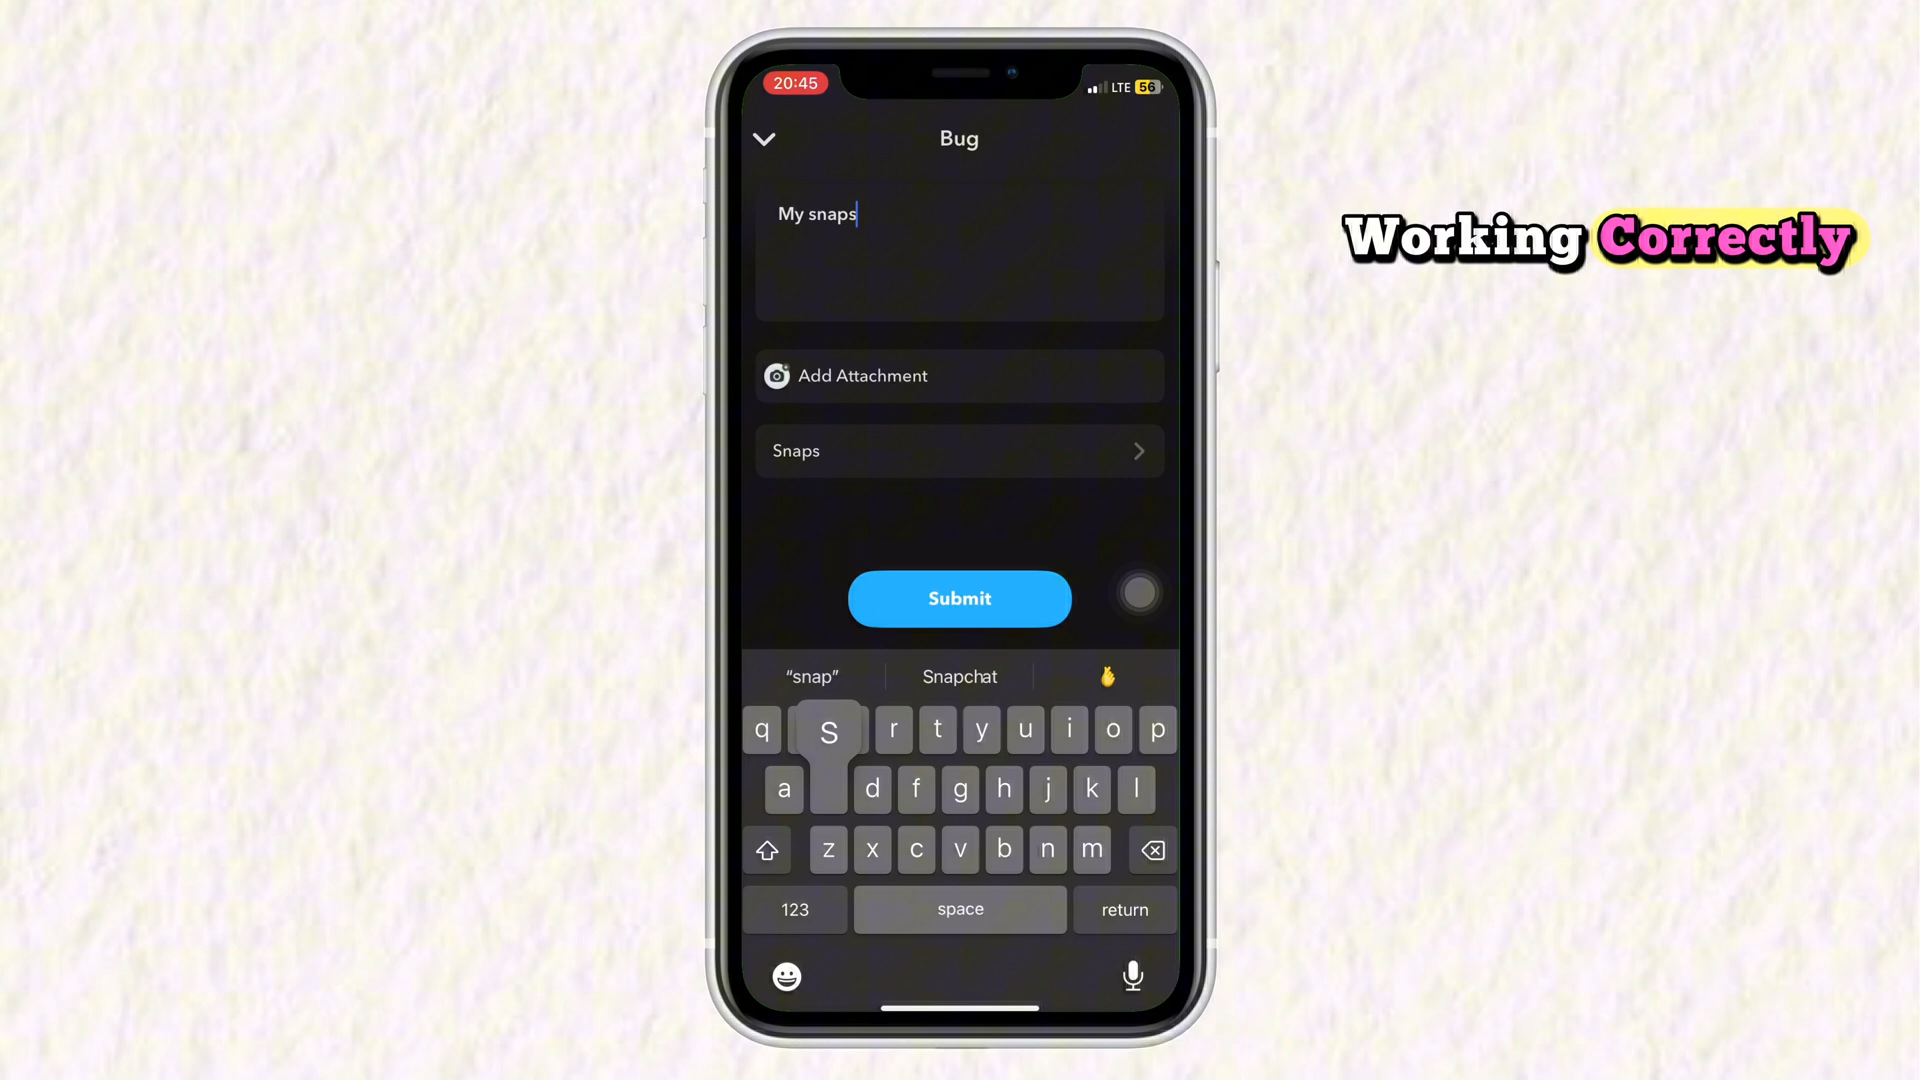 20:45
LTE 56
Bug
Working Correctly
My snaps
Add Attachment
Snaps
Submit
“snap” Snapchat
q S r t y u i o p
a d f g h j k l
z x c v b n m
123 space return